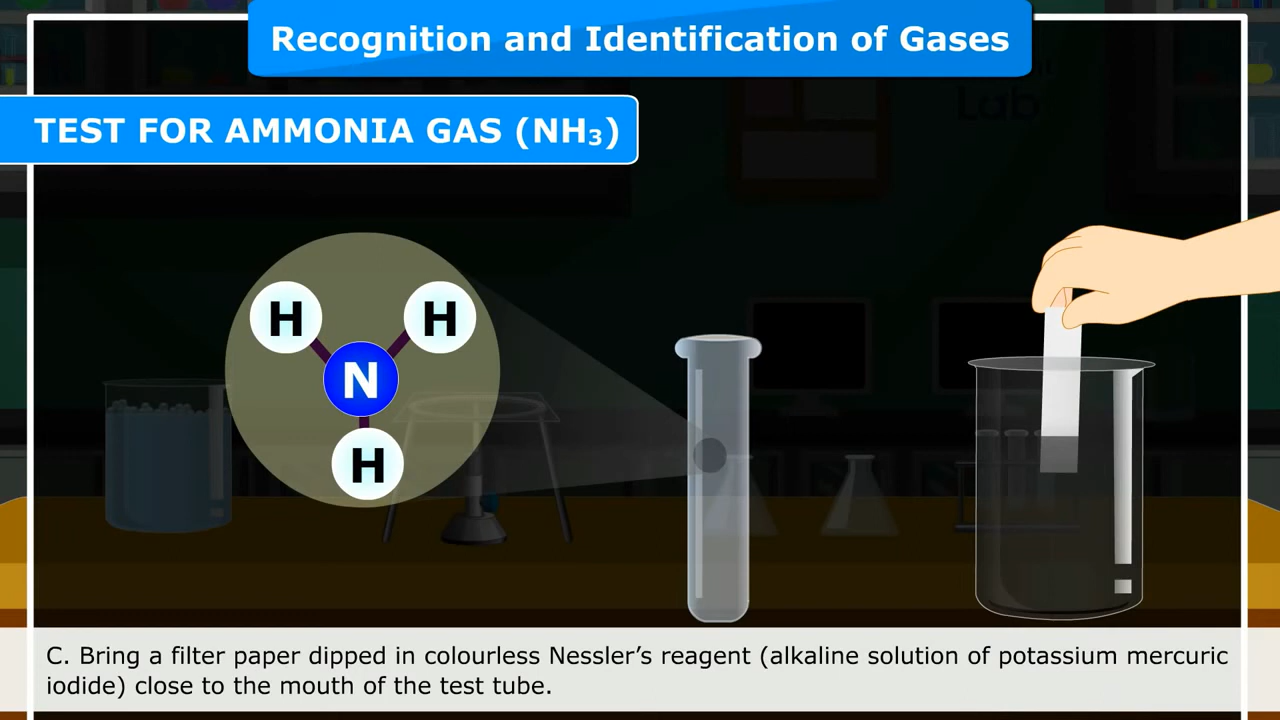 Recognition and Identification of Gases
Lab
TEST FOR AMMONIA GAS (NH₃)
H
H
N
H
C. Bring a filter paper dipped in colourless Nessler’s reagent (alkaline solution of potassium mercuric
iodide) close to the mouth of the test tube.